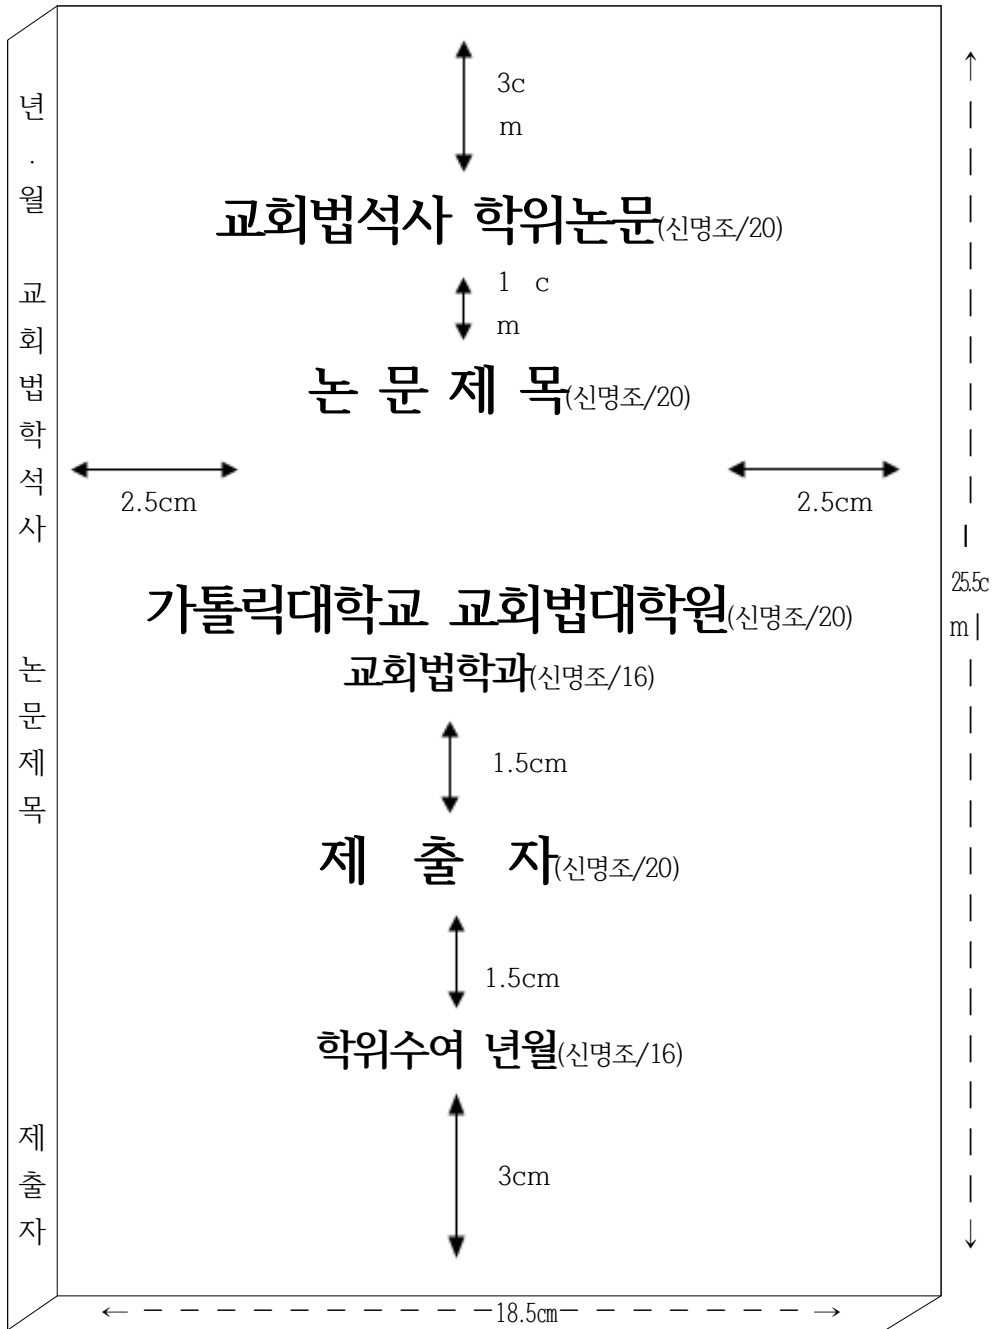 년·월 교회법학석사 논문제목 제출자
3c
m
교회법석사 학위논문(신명조/20)
1 c
m
논 문 제 목(신명조/20)
2.5cm
2.5cm
가톨릭대학교 교회법대학원(신명조/20)
교회법학과(신명조/16)
1.5cm
제 출 자(신명조/20)
1.5cm
학위수여 년월(신명조/16)
3cm
25.5c
m
18.5cm